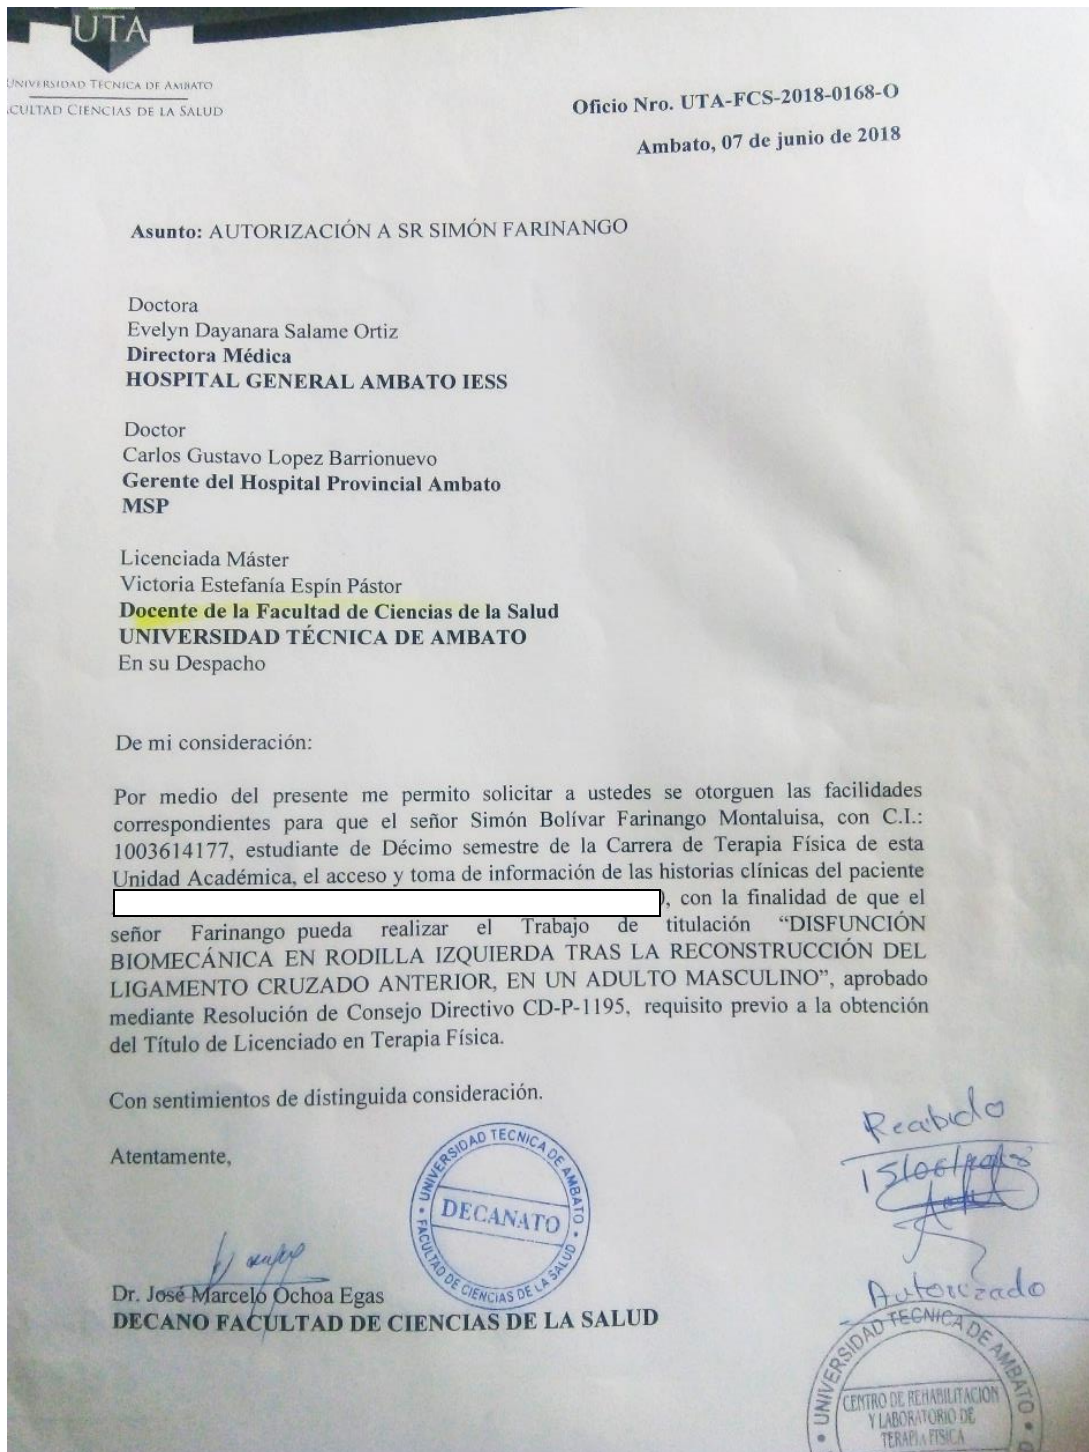 UTA
UNIVERSIDAD TÉCNICA DE AMBATO
FACULTAD CIENCIAS DE LA SALUD
Oficio Nro. UTA-FCS-2018-0168-O
Ambato, 07 de junio de 2018
Asunto: AUTORIZACIÓN A SR SIMÓN FARINANGO
Doctora
Evelyn Dayanara Salame Ortiz
Directora Médica
HOSPITAL GENERAL AMBATO IESS
Doctor
Carlos Gustavo Lopez Barrionuevo
Gerente del Hospital Provincial Ambato
MSP
Licenciada Máster
Victoria Estefanía Espín Pástor
Docente de la Facultad de Ciencias de la Salud
UNIVERSIDAD TÉCNICA DE AMBATO
En su Despacho
De mi consideración:
Por medio del presente me permito solicitar a ustedes se otorguen las facilidades
correspondientes para que el señor Simón Bolívar Farinango Montaluisa, con C.I.:
1003614177, estudiante de Décimo semestre de la Carrera de Terapia Física de esta
Unidad Académica, el acceso y toma de información de las historias clínicas del paciente
), con la finalidad de que el
señor Farinango pueda realizar el Trabajo de titulación “DISFUNCIÓN
BIOMECÁNICA EN RODILLA IZQUIERDA TRAS LA RECONSTRUCCIÓN DEL
LIGAMENTO CRUZADO ANTERIOR, EN UN ADULTO MASCULINO”, aprobado
mediante Resolución de Consejo Directivo CD-P-1195, requisito previo a la obtención
del Título de Licenciado en Terapia Física.
Con sentimientos de distinguida consideración.
Atentamente,
UNIVERSIDAD TECNICA DE AMBATO
DECANATO
FACULTAD DE CIENCIAS DE LA SALUD
Recibido
15/06/2018
Dr. José Marcelo Ochoa Egas
DECANO FACULTAD DE CIENCIAS DE LA SALUD
Autorizado
UNIVERSIDAD TECNICA DE AMBATO
CENTRO DE REHABILITACION
Y LABORATORIO DE
TERAPIA FISICA